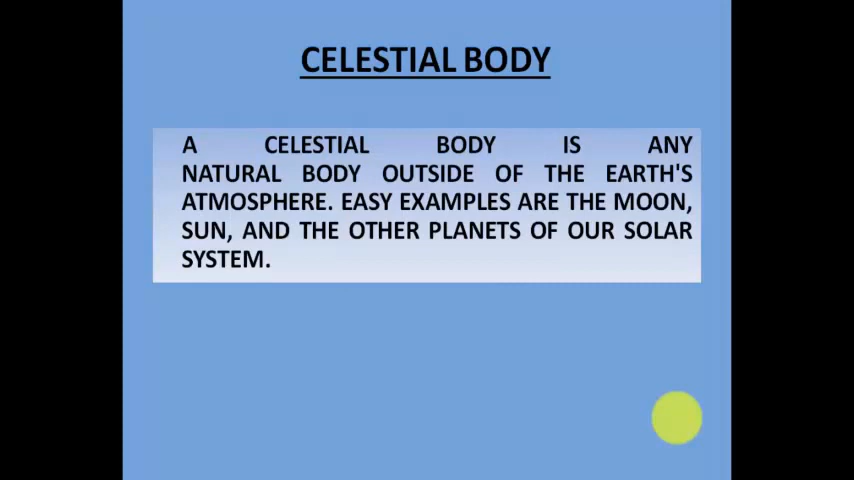 CELESTIAL BODY
A CELESTIAL BODY IS ANY
NATURAL BODY OUTSIDE OF THE EARTH'S
ATMOSPHERE. EASY EXAMPLES ARE THE MOON,
SUN, AND THE OTHER PLANETS OF OUR SOLAR
SYSTEM.